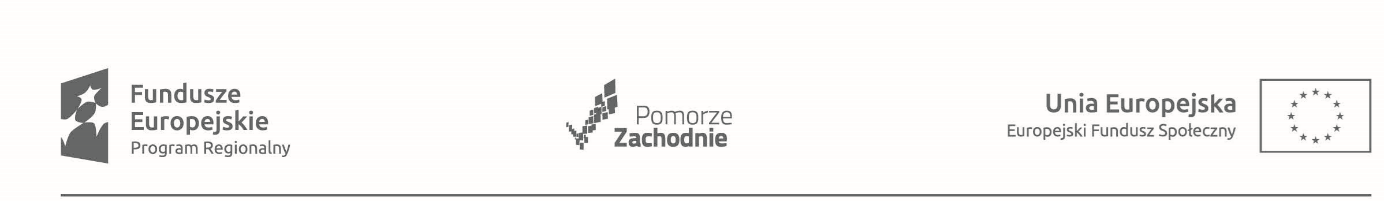 Fundusze
Europejskie
Program Regionalny
Pomorze
Zachodnie
Unia Europejska
Europejski Fundusz Społeczny